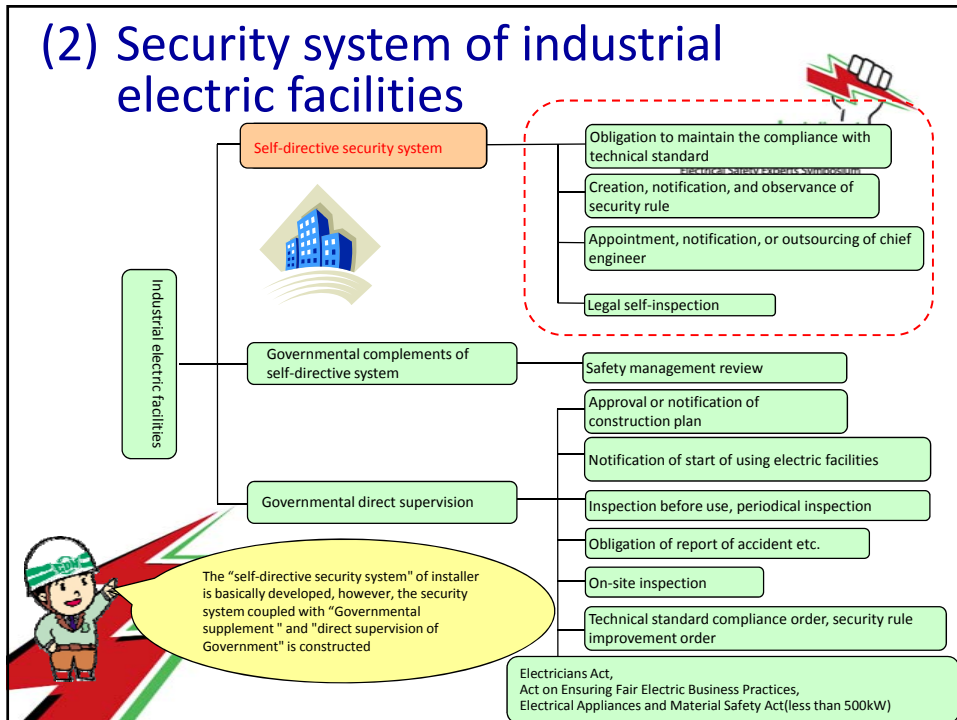 (2) Security system of industrial
electric facilities
Self-directive security system
Obligation to maintain the compliance with
technical standard
Electrical Safety Experts Symposium
Creation, notification, and observance of
security rule
Appointment, notification, or outsourcing of chief
engineer
Legal self-inspection
Industrial electric facilities
Governmental complements of
self-directive system
Safety management review
Governmental direct supervision
Approval or notification of
construction plan
Notification of start of using electric facilities
Inspection before use, periodical inspection
Obligation of report of accident etc.
On-site inspection
Technical standard compliance order, security rule
improvement order
Electricians Act,
Act on Ensuring Fair Electric Business Practices,
Electrical Appliances and Material Safety Act(less than 500kW)
The “self-directive security system" of installer
is basically developed, however, the security
system coupled with “Governmental
supplement " and "direct supervision of
Government" is constructed